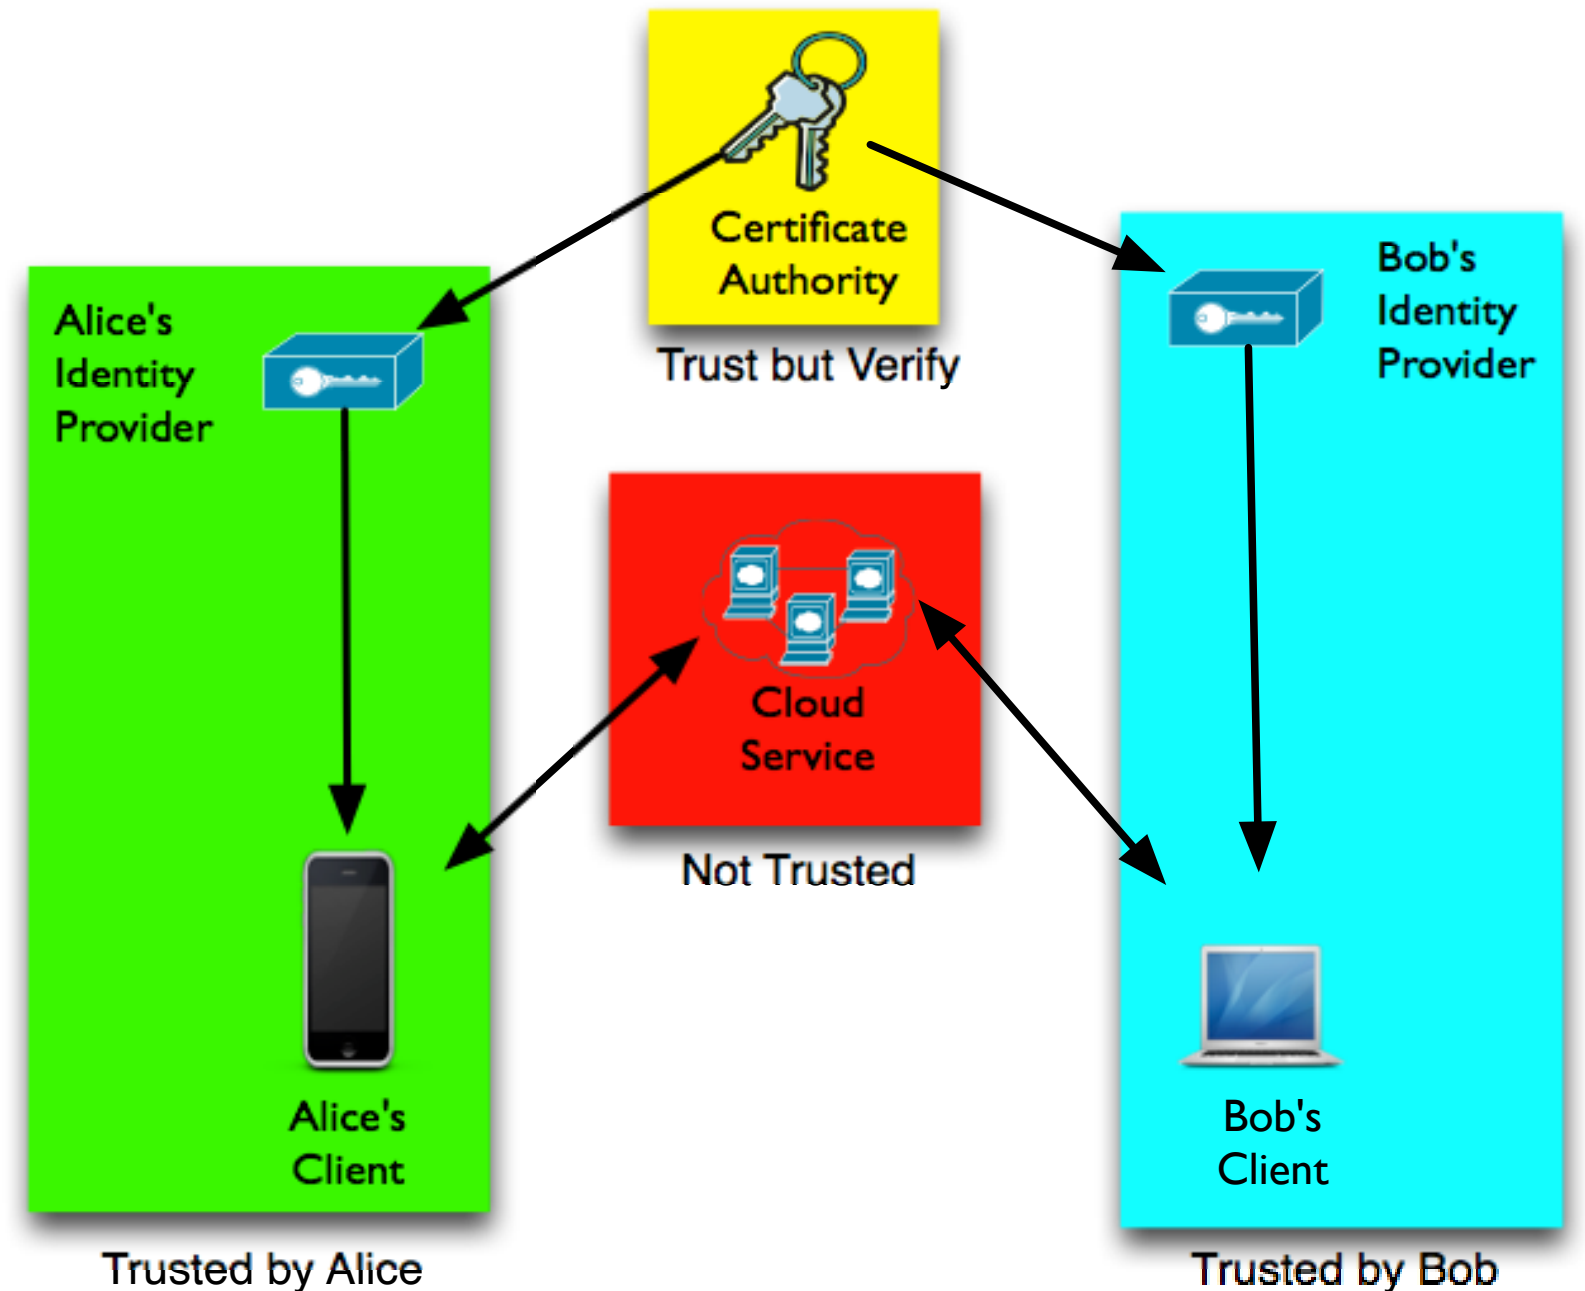 Certificate
Authority
Trust but Verify
Alice's
Identity
Provider
Bob's
Identity
Provider
Cloud
Service
Not Trusted
Alice's
Client
Trusted by Alice
Bob's
Client
Trusted by Bob